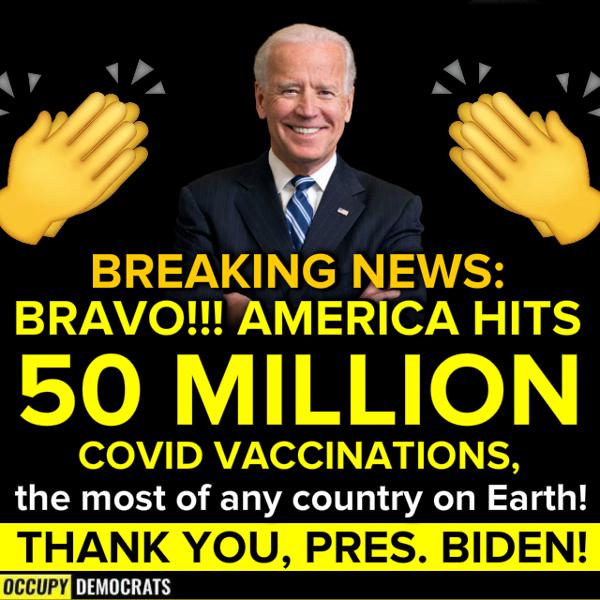 BREAKING NEWS:
BRAVO!!! AMERICA HITS
50 MILLION
COVID VACCINATIONS,
the most of any country on Earth!
THANK YOU, PRES. BIDEN!
OCCUPY DEMOCRATS